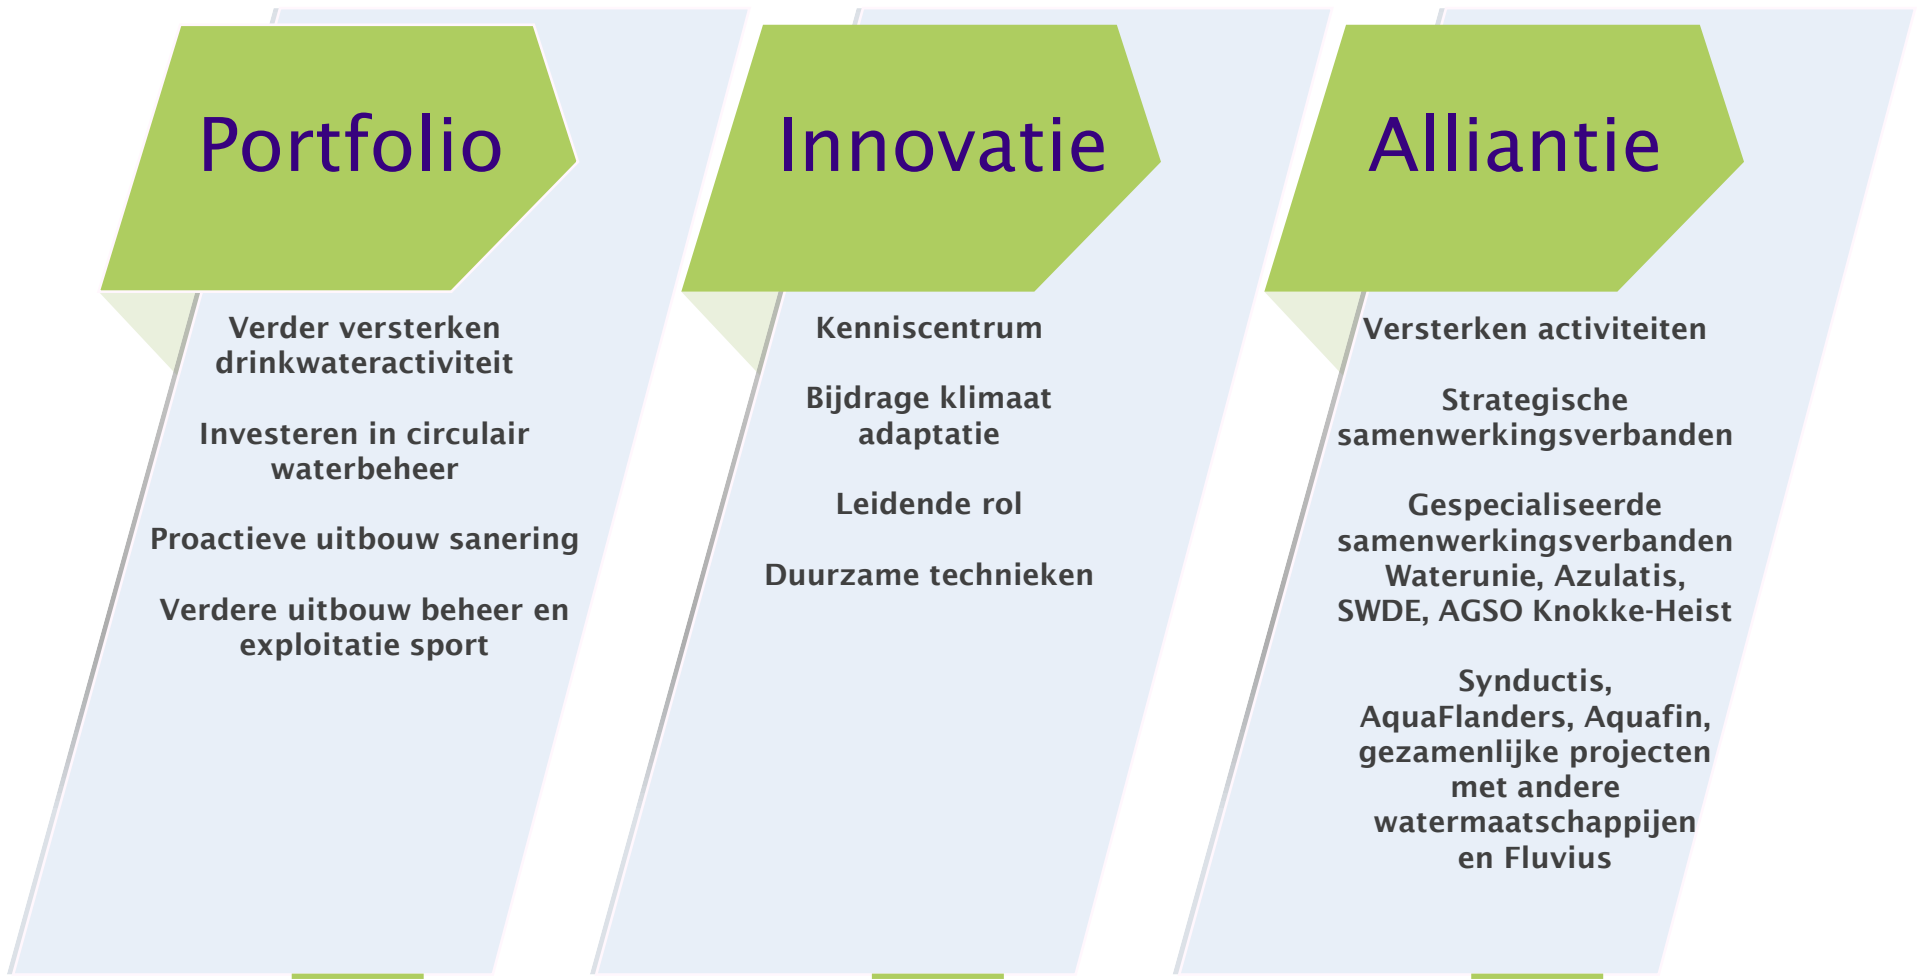 Portfolio
Verder versterken
drinkwateractiviteit
Investeren in circulair
waterbeheer
Proactieve uitbouw sanering
Verdere uitbouw beheer en
exploitatie sport
Innovatie
Kenniscentrum
Bijdrage klimaat
adaptatie
Leidende rol
Duurzame technieken
Alliantie
Versterken activiteiten
Strategische
samenwerkingsverbanden
Gespecialiseerde
samenwerkingsverbanden
Waterunie, Azulatis,
SWDE, AGSO Knokke-Heist
Synductis,
AquaFlanders, Aquafin,
gezamenlijke projecten
met andere
watermaatschappijen
en Fluvius